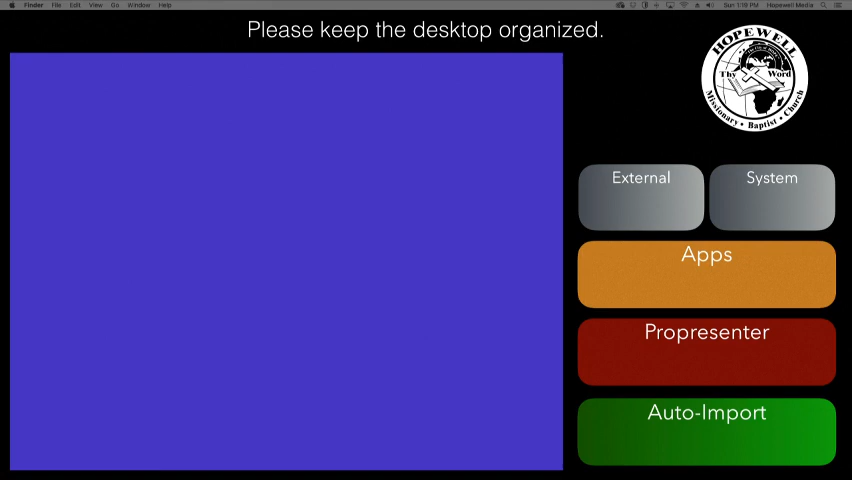 Finder File Edit View Go Window Help
Sun 1:19 PM Hopewell Media
Please keep the desktop organized.
HOPEWELL
Thy Word
Missionary • Baptist • Church
External
System
Apps
Propresenter
Auto-Import